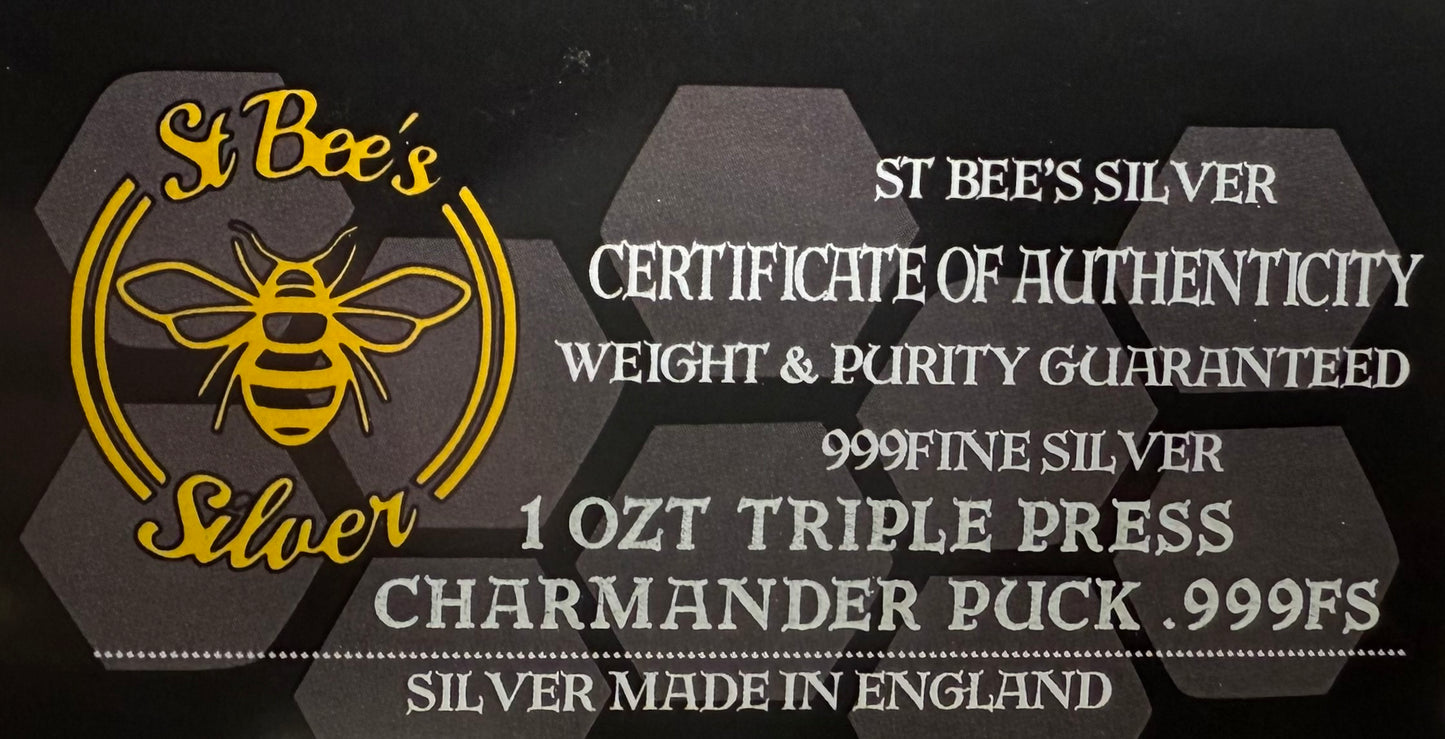 St Bee's
Silver
ST BEE'S SILVER
CERTIFICATE OF AUTHENTICITY
WEIGHT & PURITY GUARANTEED
999FINE SILVER
1 OZT TRIPLE PRESS
CHARMANDER PUCK .999FS
SILVER MADE IN ENGLAND